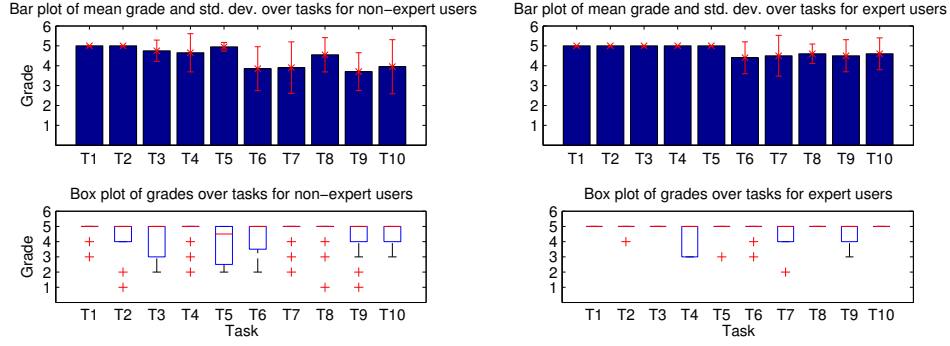 Bar plot of mean grade and std. dev. over tasks for non-expert users
6
5
4
3
2
1
Grade
T1 T2 T3 T4 T5 T6 T7 T8 T9 T10
Bar plot of mean grade and std. dev. over tasks for expert users
6
5
4
3
2
1
T1 T2 T3 T4 T5 T6 T7 T8 T9 T10
Box plot of grades over tasks for non-expert users
6
5
4
3
2
1
Grade
T1 T2 T3 T4 T5 T6 T7 T8 T9 T10
Task
Box plot of grades over tasks for expert users
6
5
4
3
2
1
T1 T2 T3 T4 T5 T6 T7 T8 T9 T10
Task